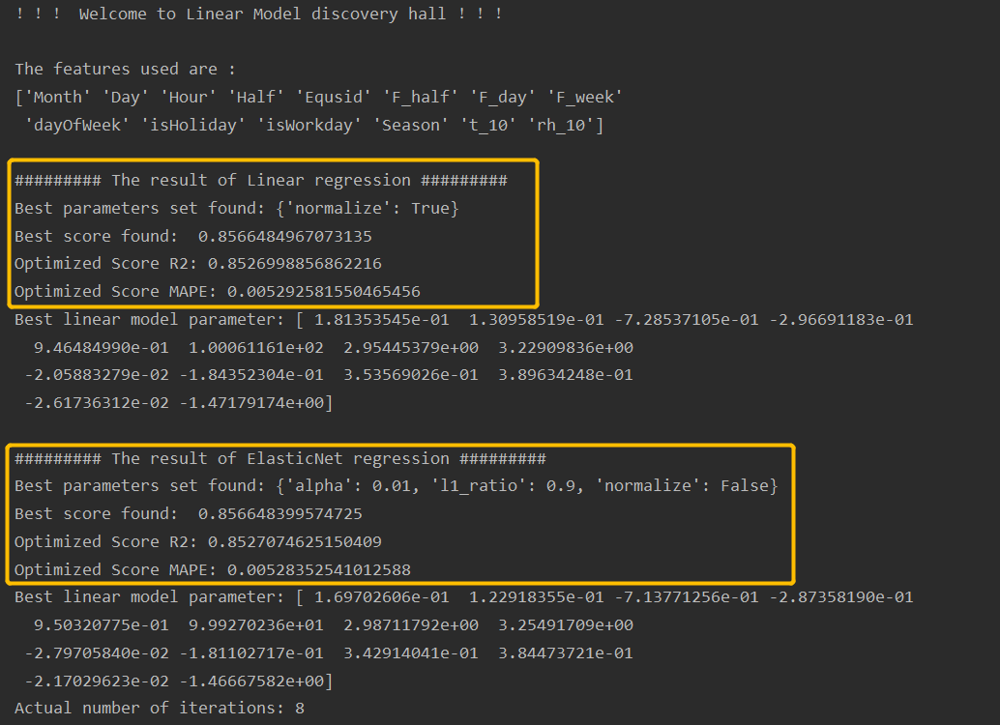 ! ! ! Welcome to Linear Model discovery hall ! ! !
The features used are :
['Month' 'Day' 'Hour' 'Half' 'Equsid' 'F_half' 'F_day' 'F_week'
'dayOfWeek' 'isHoliday' 'isWorkday' 'Season' 't_10' 'rh_10']
######### The result of Linear regression #########
Best parameters set found: {'normalize': True}
Best score found:  0.8566484967073135
Optimized Score R2: 0.8526998856862216
Optimized Score MAPE: 0.005292581550465456
Best linear model parameter: [ 1.81353545e-01  1.30958519e-01 -7.28537105e-01 -2.96691183e-01
9.46484990e-01  1.00061161e+02  2.95445379e+00  3.22909836e+00
-2.05883279e-02 -1.84352304e-01  3.53569026e-01  3.89634248e-01
-2.61736312e-02 -1.47179174e+00]
######### The result of ElasticNet regression #########
Best parameters set found: {'alpha': 0.01, 'l1_ratio': 0.9, 'normalize': False}
Best score found:  0.856648399574725
Optimized Score R2: 0.8527074625150409
Optimized Score MAPE: 0.00528352541012588
Best linear model parameter: [ 1.69702606e-01  1.22918355e-01 -7.13771256e-01 -2.87358190e-01
9.50320775e-01  9.99270236e+01  2.98711792e+00  3.25491709e+00
-2.79705840e-02 -1.81102717e-01  3.42914041e-01  3.84473721e-01
-2.17029623e-02 -1.46667582e+00]
Actual number of iterations: 8